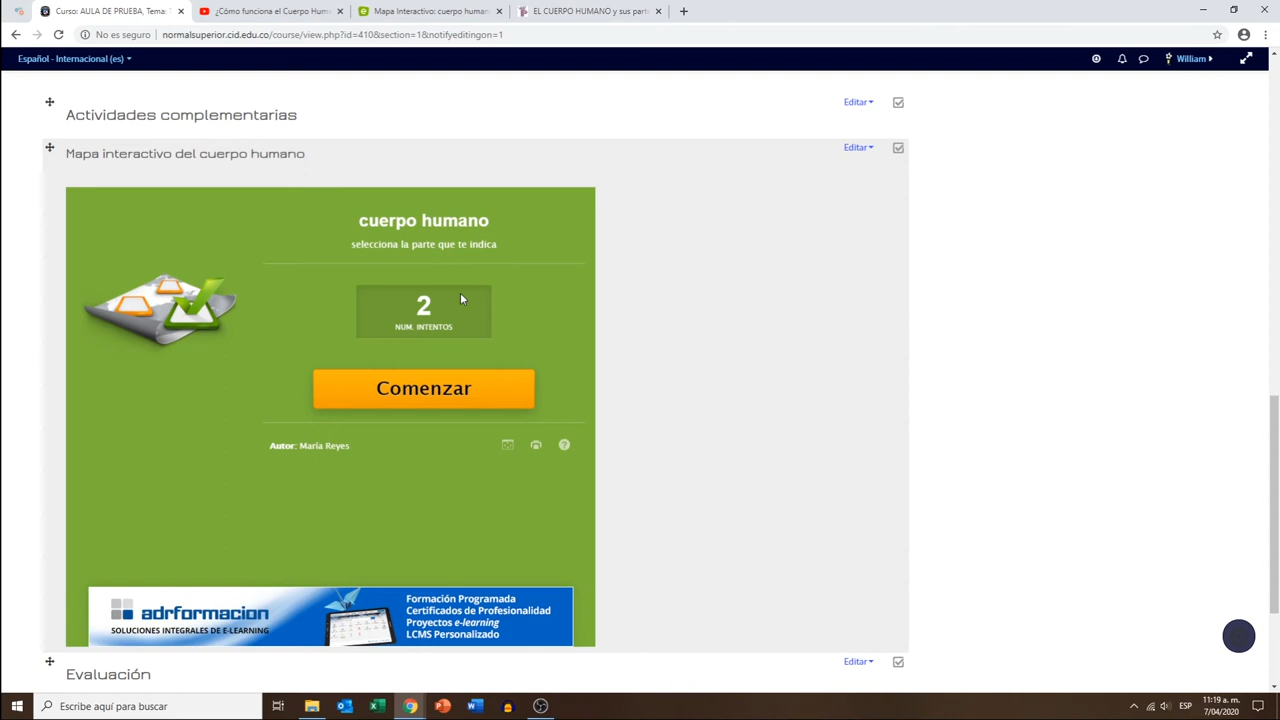 Curso: AULA DE PRUEBA, Tema: T
¿Cómo funciona el Cuerpo Hum
Mapa Interactivo: cuerpo human
EL CUERPO HUMANO y sus part
No es seguro
normalsuperior.cid.edu.co/course/view.php?id=410&section=1&notifyeditingon=1
Español - Internacional (es)
William
Actividades complementarias
Editar
Mapa interactivo del cuerpo humano
Editar
cuerpo humano
selecciona la parte que te indica
2
NUM. INTENTOS
Comenzar
Autor: María Reyes
adrformacion
SOLUCIONES INTEGRALES DE E-LEARNING
Formación Programada
Certificados de Profesionalidad
Proyectos e-learning
LCMS Personalizado
Evaluación
Editar
Escribe aquí para buscar
ESP
11:19 a. m.
7/04/2020